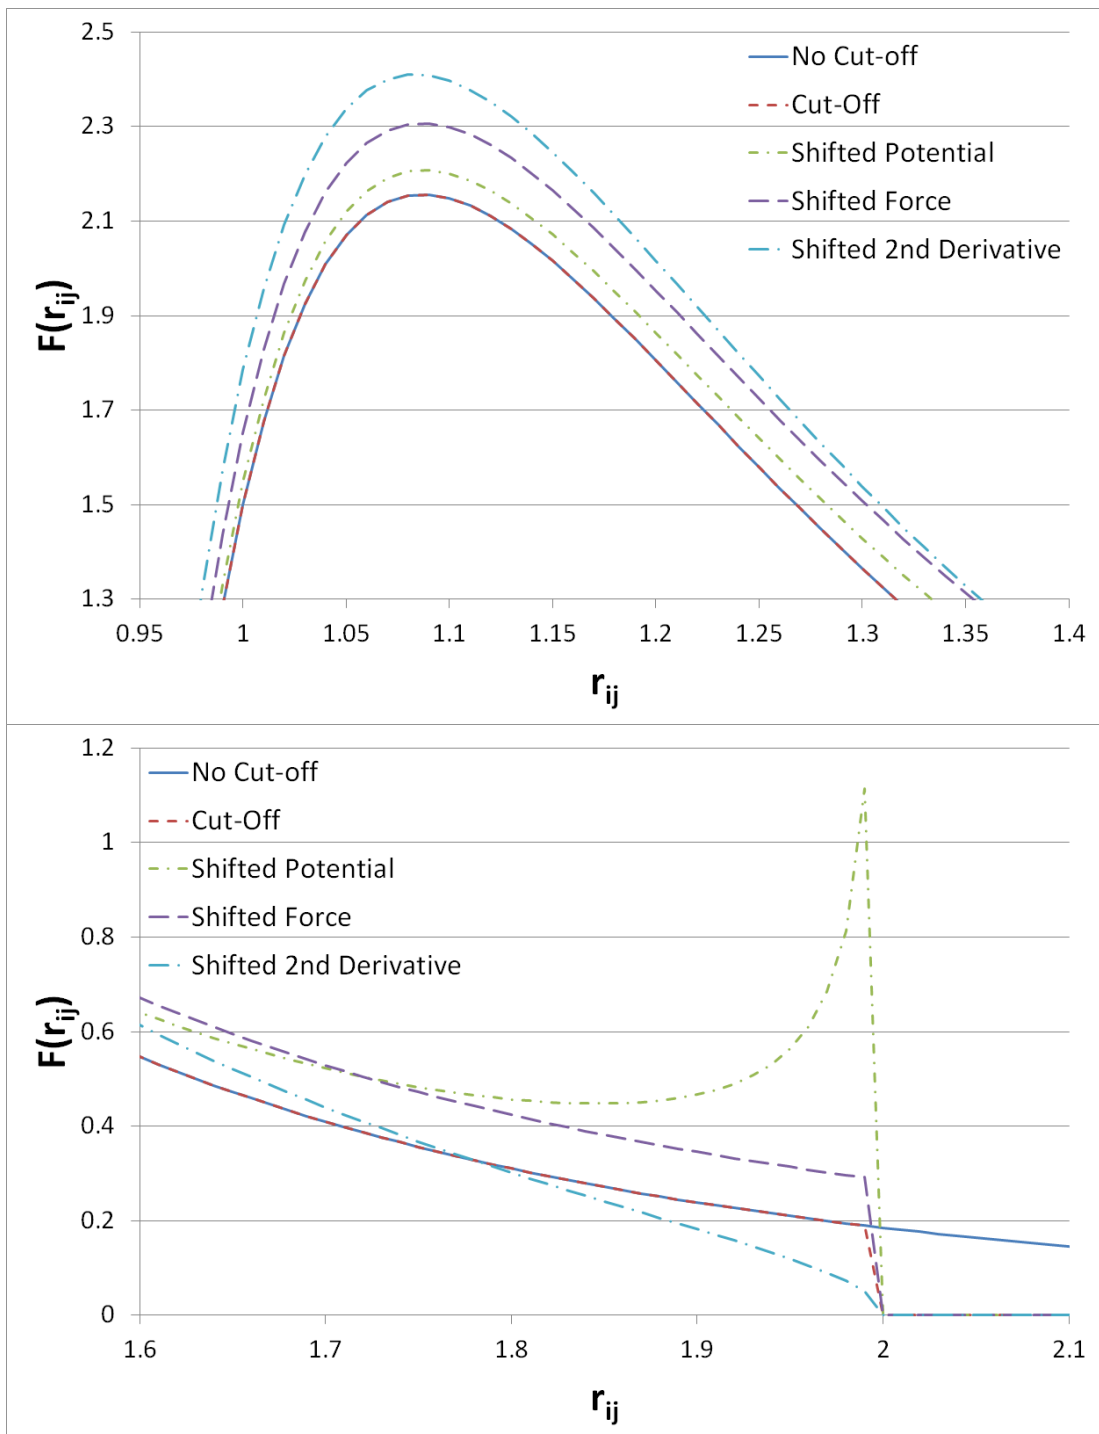 2.5
2.3
2.1
1.9
1.7
1.5
1.3
F(rij)
No Cut-off
Cut-Off
Shifted Potential
Shifted Force
Shifted 2nd Derivative
0.95 1 1.05 1.1 1.15 1.2 1.25 1.3 1.35 1.4
rij
1.2
1
0.8
0.6
0.4
0.2
0
F(rij)
No Cut-off
Cut-Off
Shifted Potential
Shifted Force
Shifted 2nd Derivative
1.6 1.7 1.8 1.9 2 2.1
rij